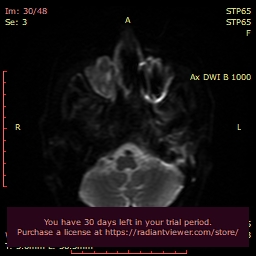 Im: 30/48
Se: 3
A
STP65
STP65
F
Ax DWI B 1000
R
L
You have 30 days left in your trial period.
Purchase a license at https://radiantviewer.com/store/